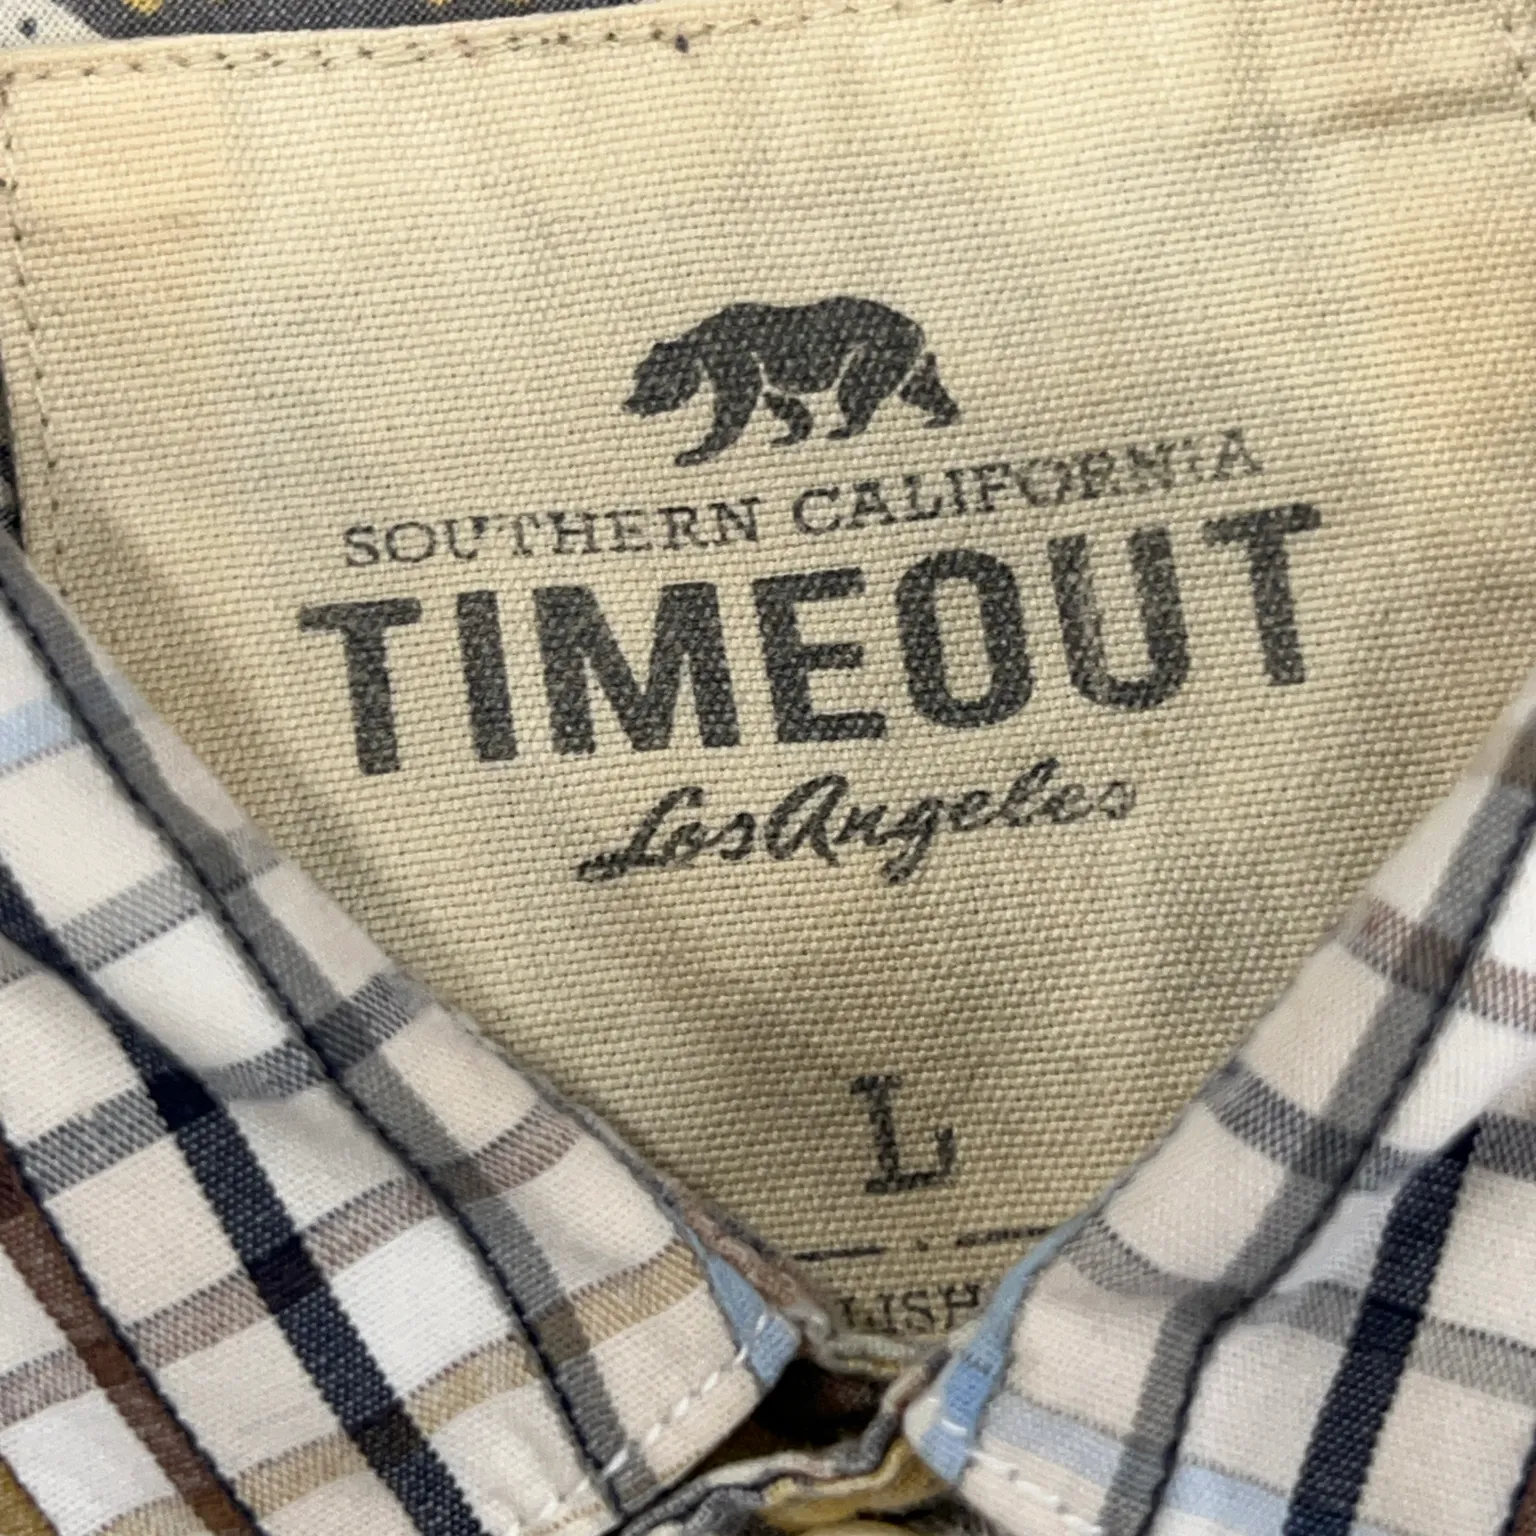 SOUTHERN CALIFORNIA
TIMEOUT
Los Angeles
L